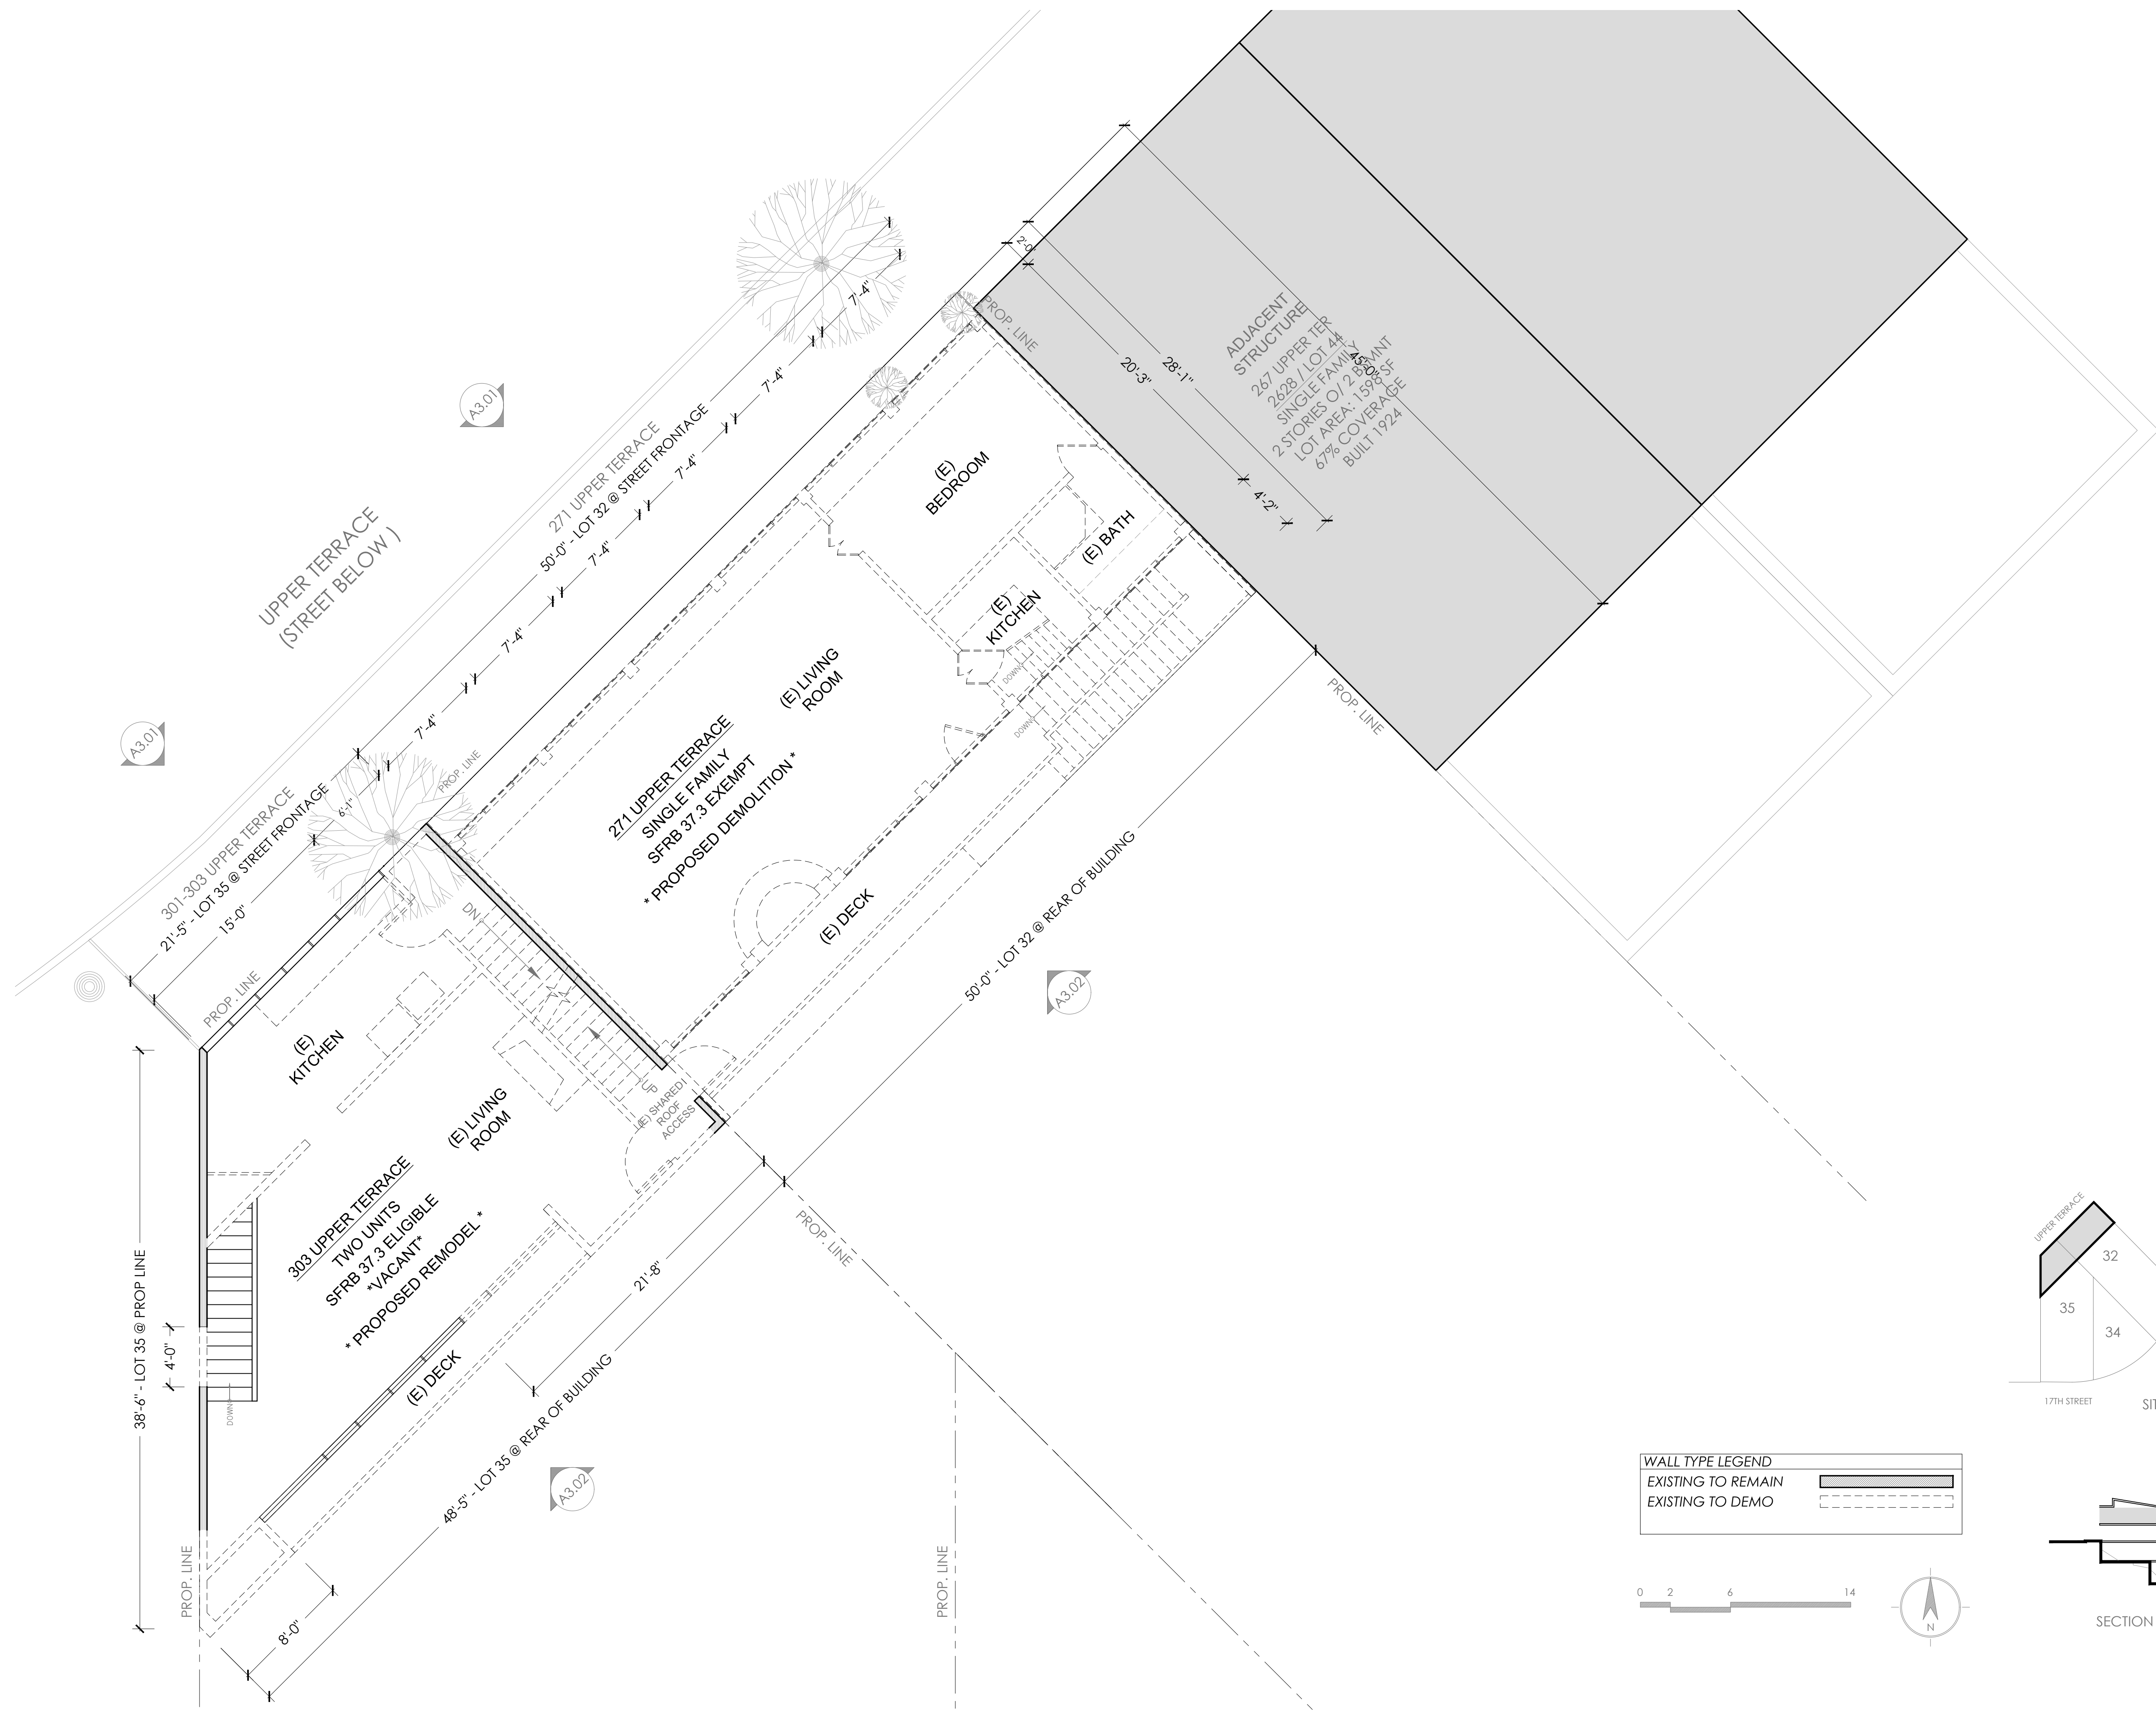 UPPER TERRACE
(STREET BELOW )
A3.01
A3.01
271 UPPER TERRACE
50'-0" - LOT 32 @ STREET FRONTAGE
7'-4"
7'-4"
7'-4"
7'-4"
7'-4"
7'-4"
6'-1"
PROP. LINE
301-303 UPPER TERRACE
21'-5" - LOT 35 @ STREET FRONTAGE
15'-0"
PROP. LINE
PROP. LINE
ADJACENT
STRUCTURE
267 UPPER TER
2628 / LOT 44
SINGLE FAMILY
2 STORIES O/ 2 BSMNT
LOT AREA: 1598 SF
67% COVERAGE
BUILT 1924
45'-0"
28'-1"
20'-3"
4'-2"
PROP. LINE
(E)
BEDROOM
(E) BATH
(E)
KITCHEN
DOWN
DOWN
(E) LIVING
ROOM
271 UPPER TERRACE
SINGLE FAMILY
SFRB 37.3 EXEMPT
* PROPOSED DEMOLITION *
(E) DECK
50'-0" - LOT 32 @ REAR OF BUILDING
A3.02
DN
UP
(E) SHARED
ROOF
ACCESS
(E)
KITCHEN
(E) LIVING
ROOM
303 UPPER TERRACE
TWO UNITS
SFRB 37.3 ELIGIBLE
*VACANT*
* PROPOSED REMODEL *
(E) DECK
DOWN
38'-6" - LOT 35 @ PROP LINE
4'-0"
PROP. LINE
8'-0"
48'-5" - LOT 35 @ REAR OF BUILDING
21'-8"
A3.02
PROP. LINE
PROP. LINE
UPPER TERRACE
32
35
34
17TH STREET
WALL TYPE LEGEND
EXISTING TO REMAIN
EXISTING TO DEMO
0 2 6 14
N
SECTION